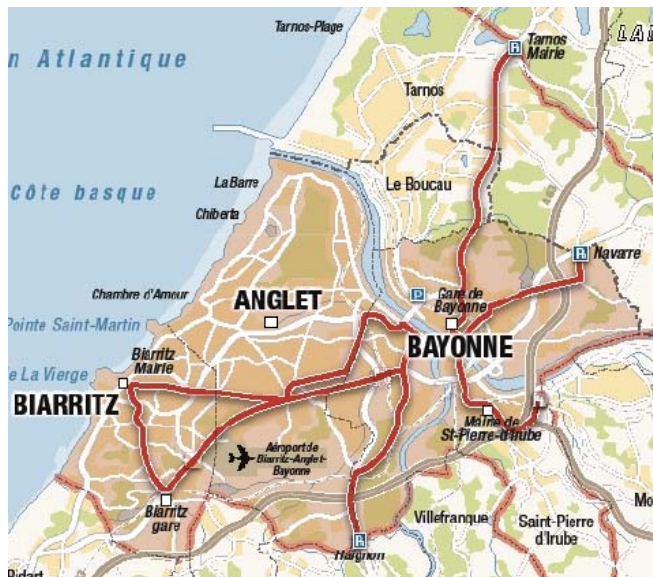 Tarnos-Plage
n Atlantique
Tarnos
Mairie
Tarnos
Côte basque
La Barre
Le Boucau
Chiberta
Navarre
Chambre d'Amour
P
ANGLET
Gare de
Bayonne
Pointe Saint-Martin
BAYONNE
Biarritz
Mairie
e La Vierge
BIARRITZ
Mairie de
St-Pierre-d'Irube
Aéroport de
Biarritz-Anglet-
Bayonne
Biarritz
gare
Villefranque
Saint-Pierre
d'Irube
Mo
Haignon
Bidart